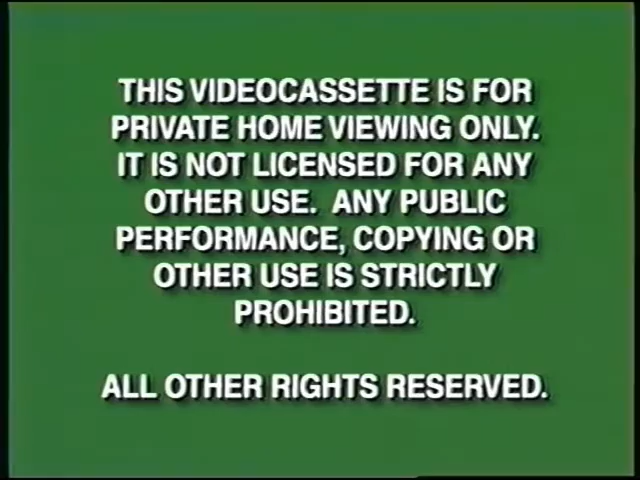 THIS VIDEOCASSETTE IS FOR
PRIVATE HOME VIEWING ONLY.
IT IS NOT LICENSED FOR ANY
OTHER USE.  ANY PUBLIC
PERFORMANCE, COPYING OR
OTHER USE IS STRICTLY
PROHIBITED.
ALL OTHER RIGHTS RESERVED.